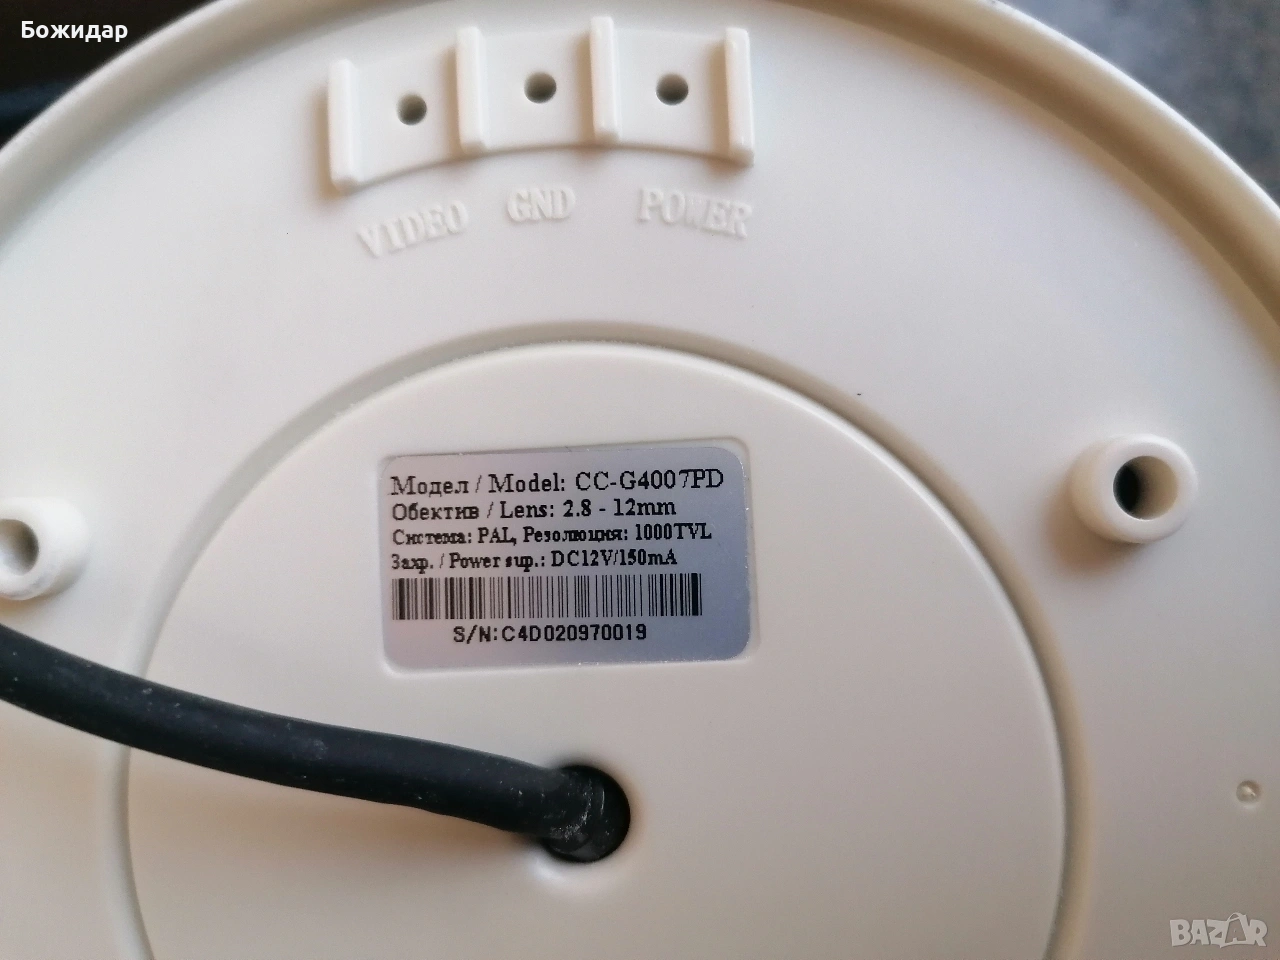 Божидар
VIDEO GND POWER
Модел / Model: CC-G4007PD
Обектив / Lens: 2.8 - 12mm
Система: PAL, Резолюция: 1000TVL
Захр. / Power sup.: DC12V/150mA
S/N:C4D020970019
BAZAR